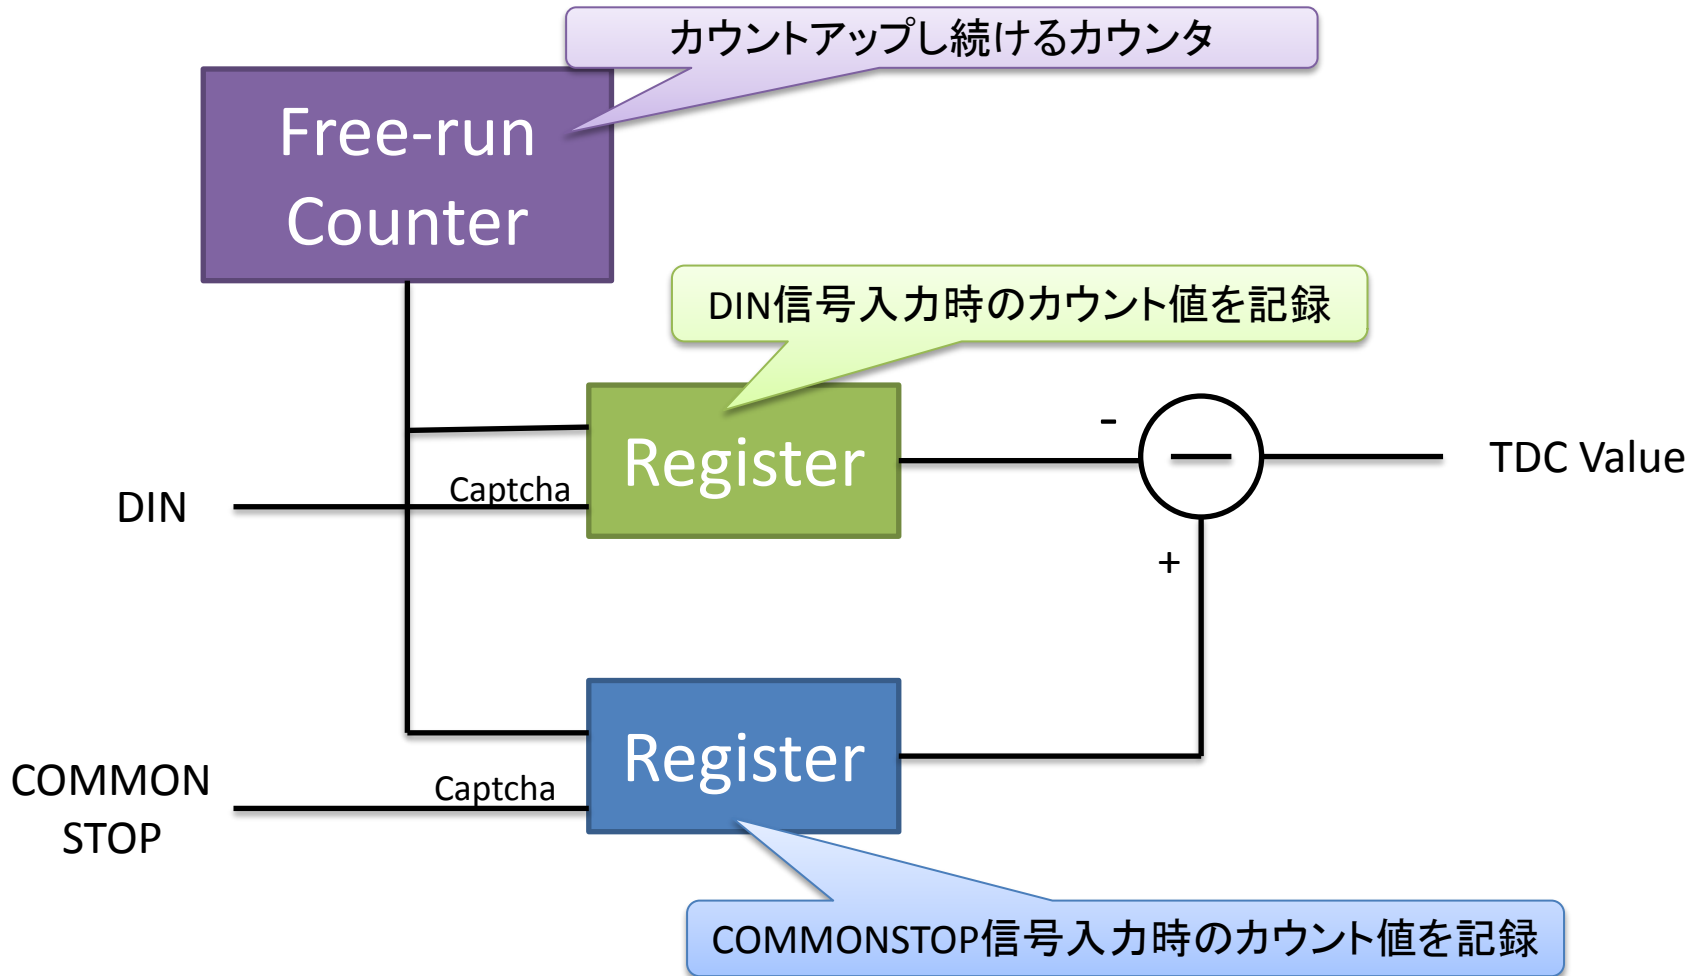 カウントアップし続けるカウンタ
Free-run
Counter
DIN信号入力時のカウント値を記録
Register
-
—
TDC Value
Captcha
DIN
+
Register
Captcha
COMMON
STOP
COMMONSTOP信号入力時のカウント値を記録